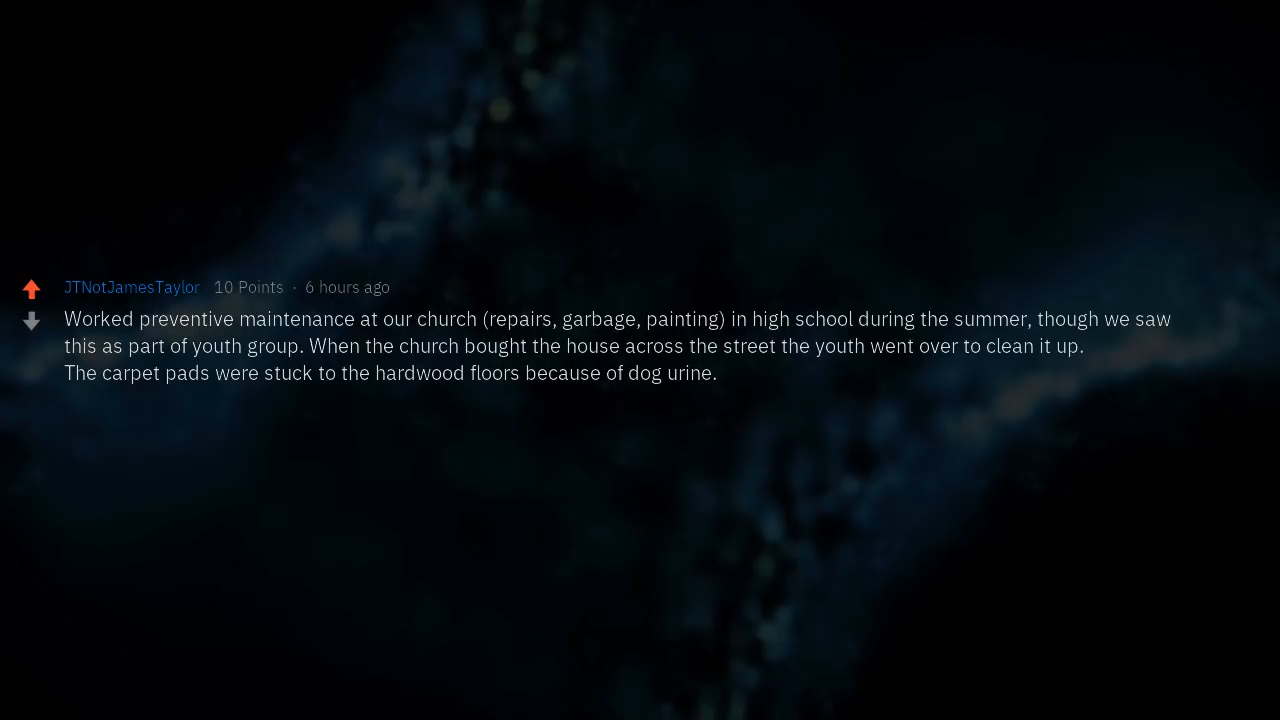 JTNotJamesTaylor 10 Points · 6 hours ago
Worked preventive maintenance at our church (repairs, garbage, painting) in high school during the summer, though we saw
this as part of youth group. When the church bought the house across the street the youth went over to clean it up.
The carpet pads were stuck to the hardwood floors because of dog urine.